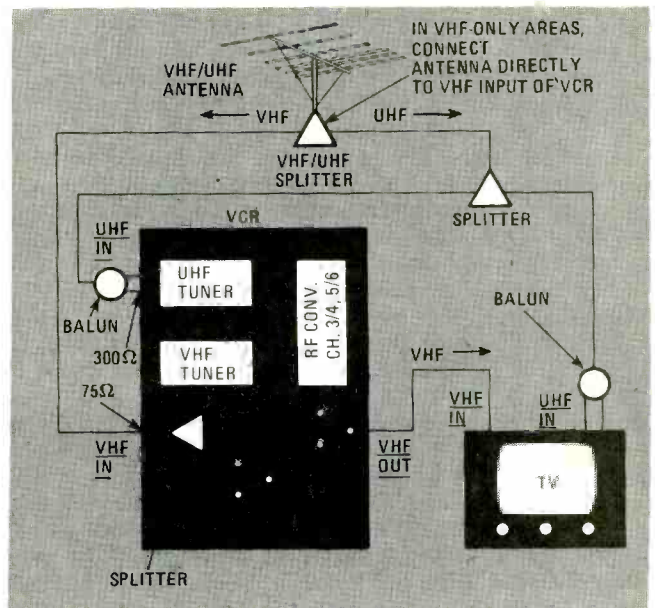 IN VHF-ONLY AREAS,
CONNECT
ANTENNA DIRECTLY
TO VHF INPUT OF VCR
VHF/UHF
ANTENNA
VHF
UHF
VHF/UHF
SPLITTER
SPLITTER
VCR
UHF
IN
UHF
TUNER
RF CONV.
CH. 3/4, 5/6
BALUN
BALUN
300Ω
VHF
TUNER
VHF
75Ω
VHF
IN
UHF
IN
VHF
IN
VHF
OUT
TV
SPLITTER